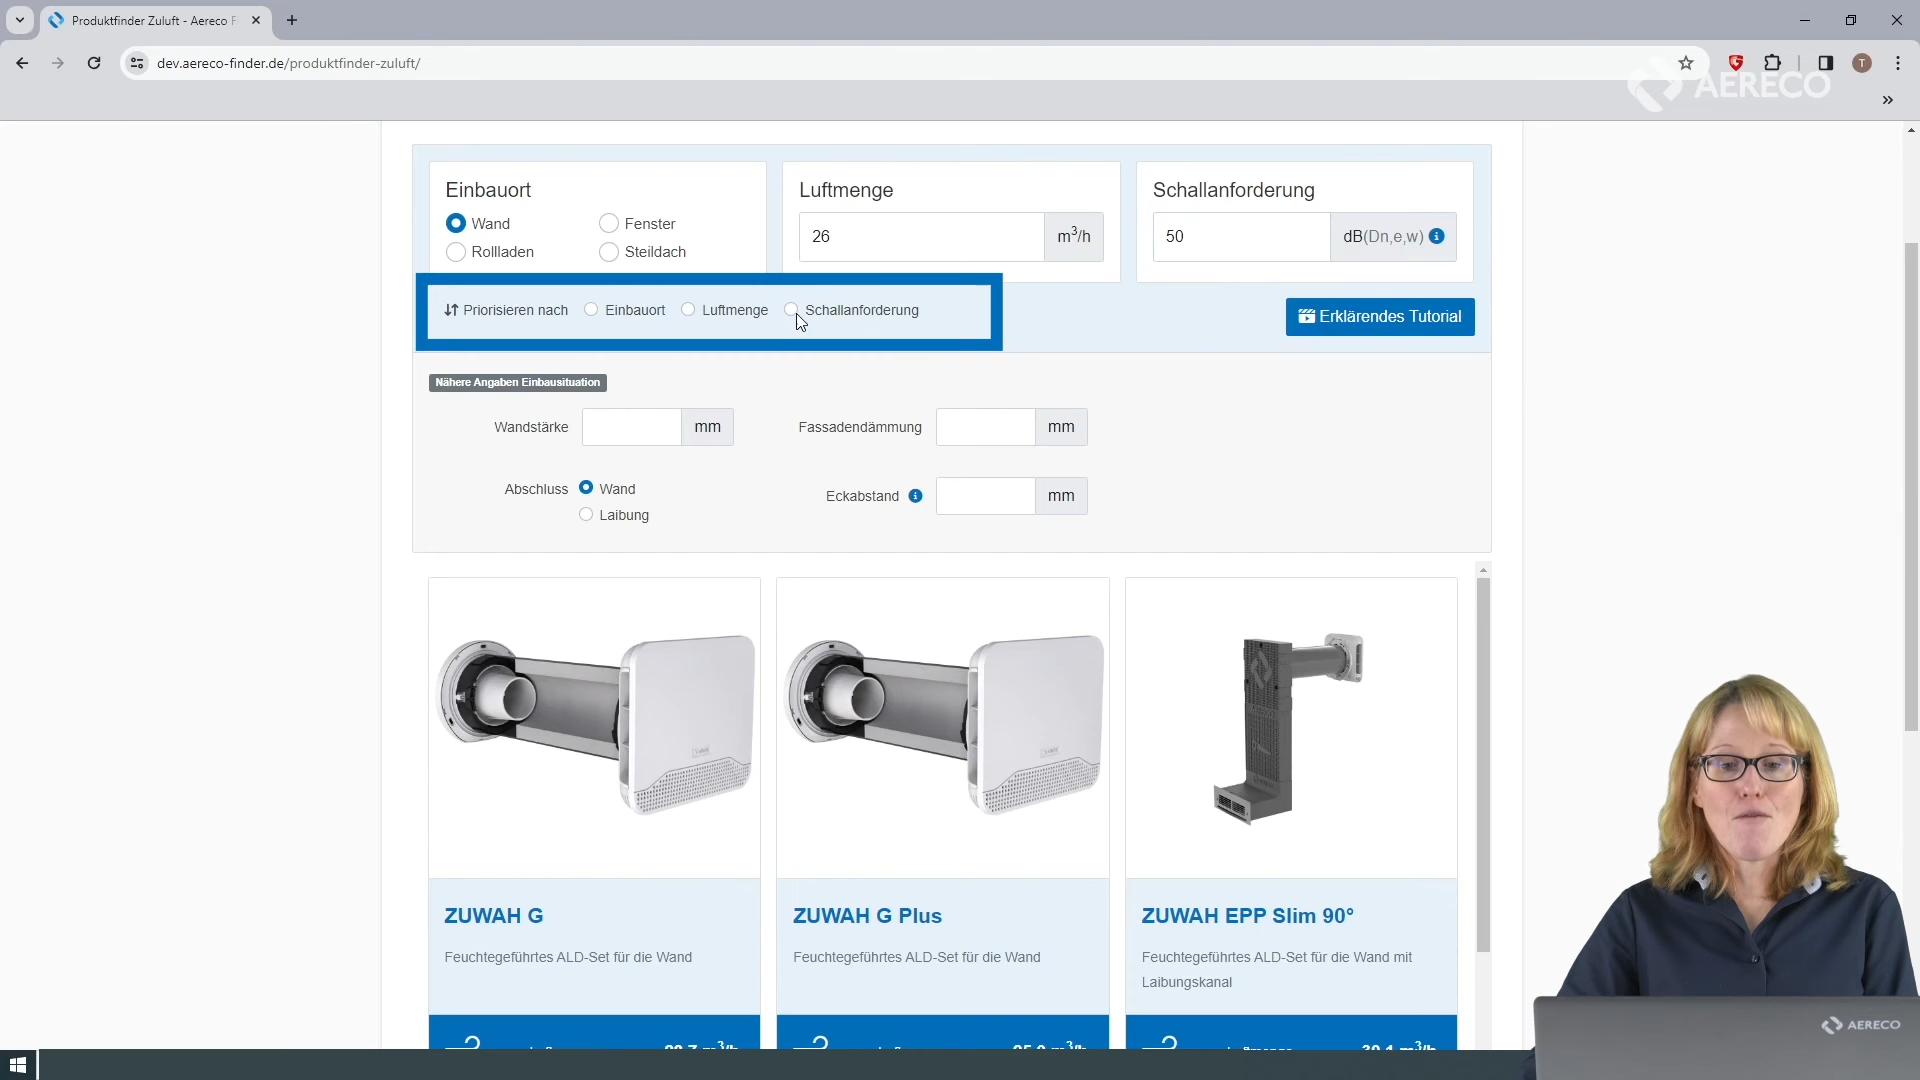 Produktfinder Zuluft - Aereco F
dev.aereco-finder.de/produktfinder-zuluft/
T
AERECO
Einbauort
Wand
Fenster
Rollladen
Steildach
Luftmenge
26
m³/h
Schallanforderung
50
dB(Dn,e,w)
Priorisieren nach
Einbauort
Luftmenge
Schallanforderung
Erklärendes Tutorial
Nähere Angaben Einbausituation
Wandstärke
mm
Fassadendämmung
mm
Abschluss
Wand
Laibung
Eckabstand
mm
ZUWAH G
Feuchtegeführtes ALD-Set für die Wand
ZUWAH G Plus
Feuchtegeführtes ALD-Set für die Wand
ZUWAH EPP Slim 90°
Feuchtegeführtes ALD-Set für die Wand mit
Laibungskanal
AERECO